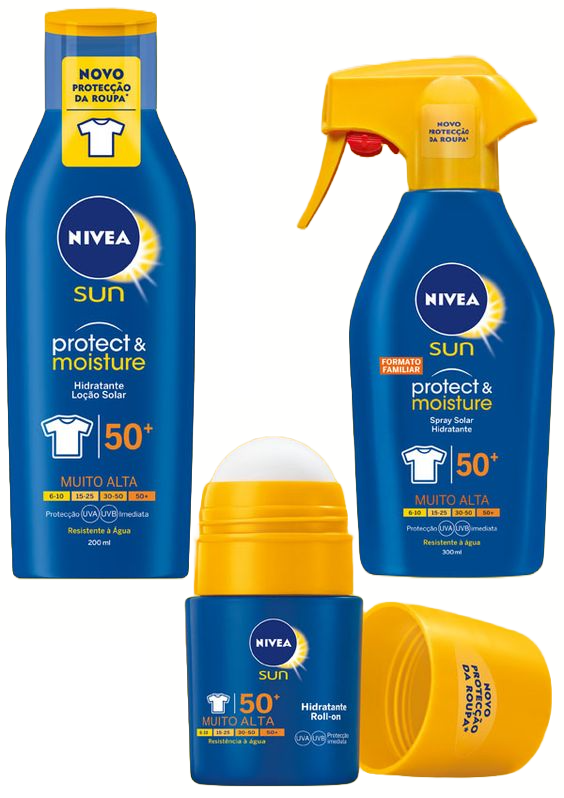 NOVO
PROTECÇÃO
DA ROUPA*
NIVEA
SUN
protect &
moisture
Hidratante
Loção Solar
50+
MUITO ALTA
6-10 15-25 30-50 50+
Protecção UVA UVB Imediata
Resistente à Água
200 ml
NOVO
PROTECÇÃO
DA ROUPA*
NIVEA
SUN
FORMATO
FAMILIAR
protect &
moisture
Spray Solar
Hidratante
50+
MUITO ALTA
6-10 15-25 30-50 50+
Protecção UVA UVB imediata
Resistente à água
300 ml
NIVEA
SUN
50+
MUITO ALTA
6-10 15-25 30-50 50+
Resistência à água
Hidratante
Roll-on
UVA UVB Protecção
imediata
NOVO
PROTECÇÃO
DA ROUPA*